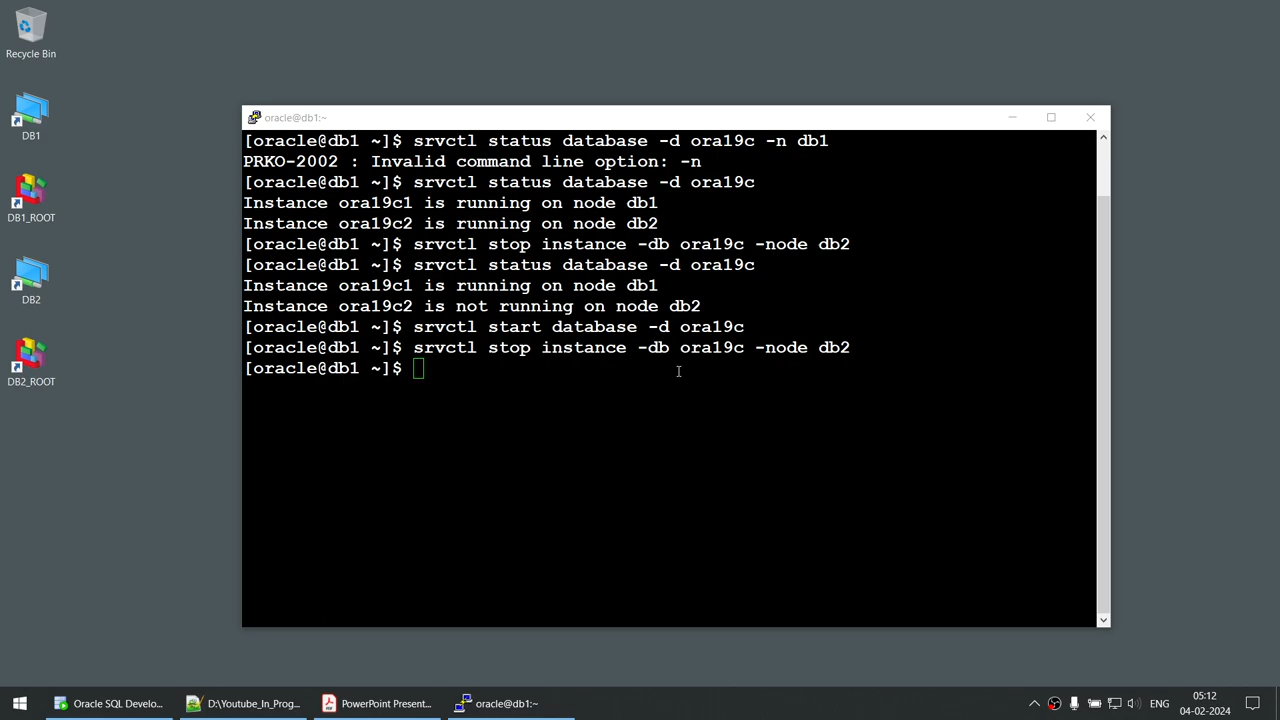 Recycle Bin
DB1
DB1_ROOT
DB2
DB2_ROOT
oracle@db1:~
[oracle@db1 ~]$ srvctl status database -d ora19c -n db1
PRKO-2002 : Invalid command line option: -n
[oracle@db1 ~]$ srvctl status database -d ora19c
Instance ora19c1 is running on node db1
Instance ora19c2 is running on node db2
[oracle@db1 ~]$ srvctl stop instance -db ora19c -node db2
[oracle@db1 ~]$ srvctl status database -d ora19c
Instance ora19c1 is running on node db1
Instance ora19c2 is not running on node db2
[oracle@db1 ~]$ srvctl start database -d ora19c
[oracle@db1 ~]$ srvctl stop instance -db ora19c -node db2
[oracle@db1 ~]$
Oracle SQL Develo...
D:\Youtube_In_Prog...
PowerPoint Present...
oracle@db1:~
ENG
05:12
04-02-2024